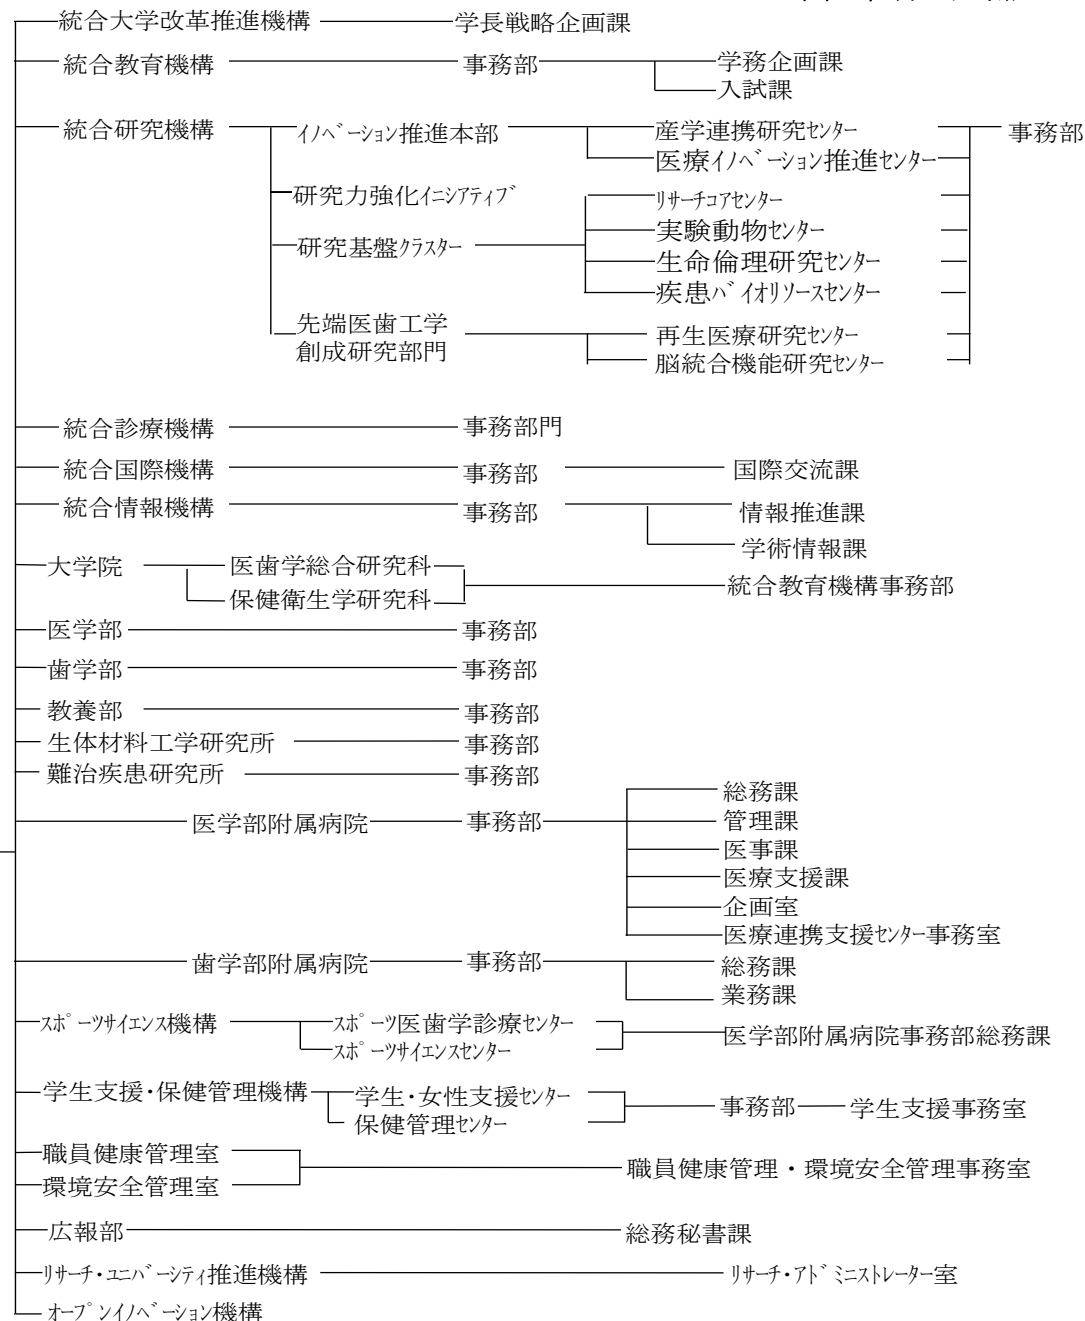 統合大学改革推進機構 学長戦略企画課
統合教育機構 事務部 学務企画課
入試課
統合研究機構 イノベーション推進本部 産学連携研究センター 事務部
医療イノベーション推進センター
研究力強化イニシアティブ リサーチコアセンター
実験動物センター
研究基盤クラスター
生命倫理研究センター
疾患バイオリソースセンター
先端医歯工学 再生医療研究センター
創成研究部門 脳統合機能研究センター
統合診療機構 事務部門
統合国際機構 事務部 国際交流課
統合情報機構 事務部 情報推進課
学術情報課
大学院 医歯学総合研究科
統合教育機構事務部
保健衛生学研究科
医学部 事務部
歯学部 事務部
教養部 事務部
生体材料工学研究所 事務部
難治疾患研究所 事務部
総務課
医学部附属病院 事務部 管理課
医事課
医療支援課
企画室
医療連携支援センター事務室
歯学部附属病院 事務部 総務課
業務課
スポーツサイエンス機構 スポーツ医歯学診療センター 医学部附属病院事務部総務課
スポーツサイエンスセンター
学生支援・保健管理機構 学生・女性支援センター 事務部 学生支援事務室
保健管理センター
職員健康管理室 職員健康管理・環境安全管理事務室
環境安全管理室
広報部 総務秘書課
リサーチ・ユニバーシティ推進機構 リサーチ・アドミニストレーター室
オープンイノベーション機構